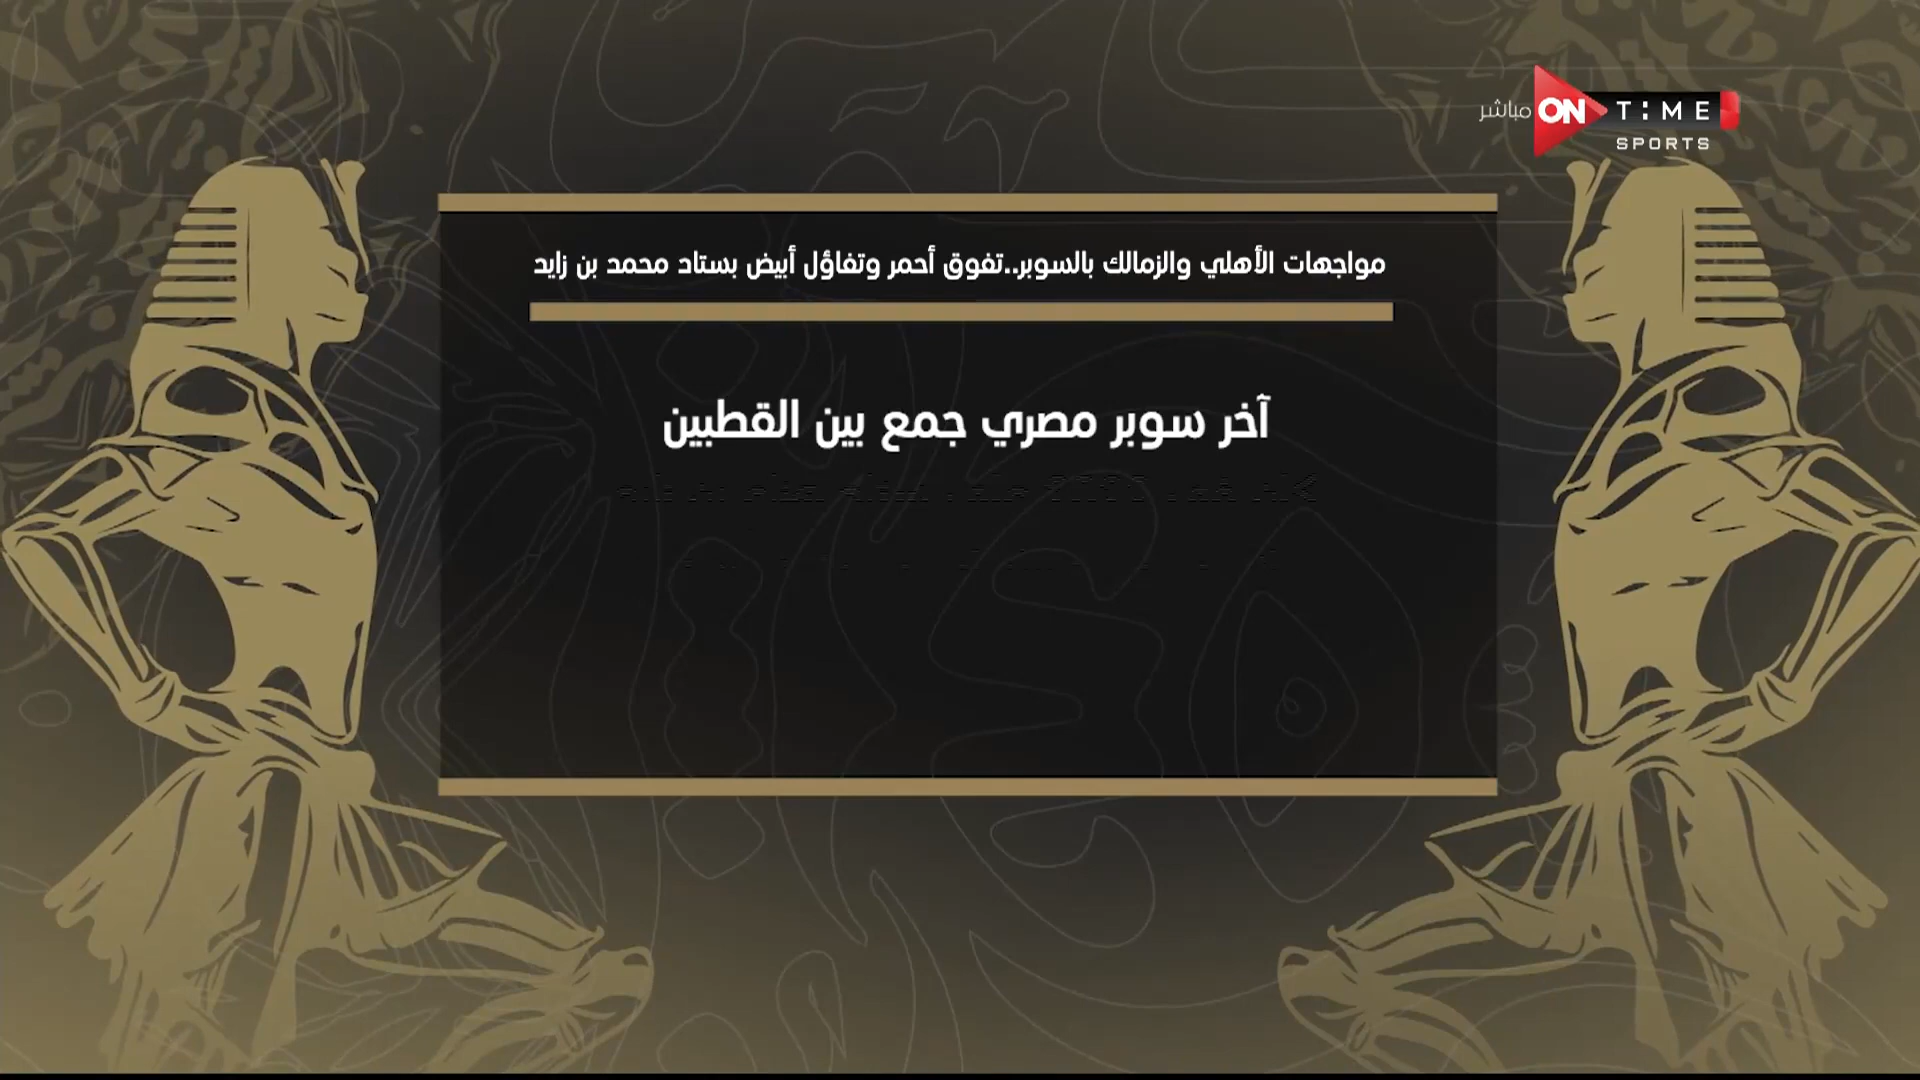 مباشر ON TIME
SPORTS
مواجهات الأهلي والزمالك بالسوبر..تفوق أحمر وتفاؤل أبيض بستاد محمد بن زايد
آخر سوبر مصري جمع بين القطبين